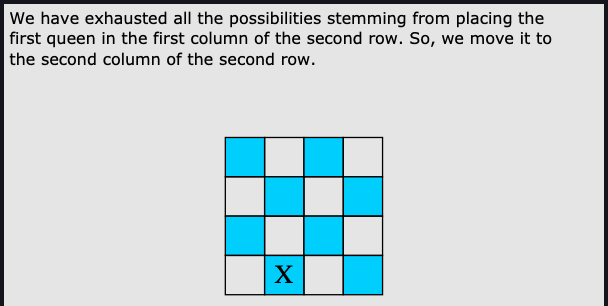 We have exhausted all the possibilities stemming from placing the
first queen in the first column of the second row. So, we move it to
the second column of the second row.
X